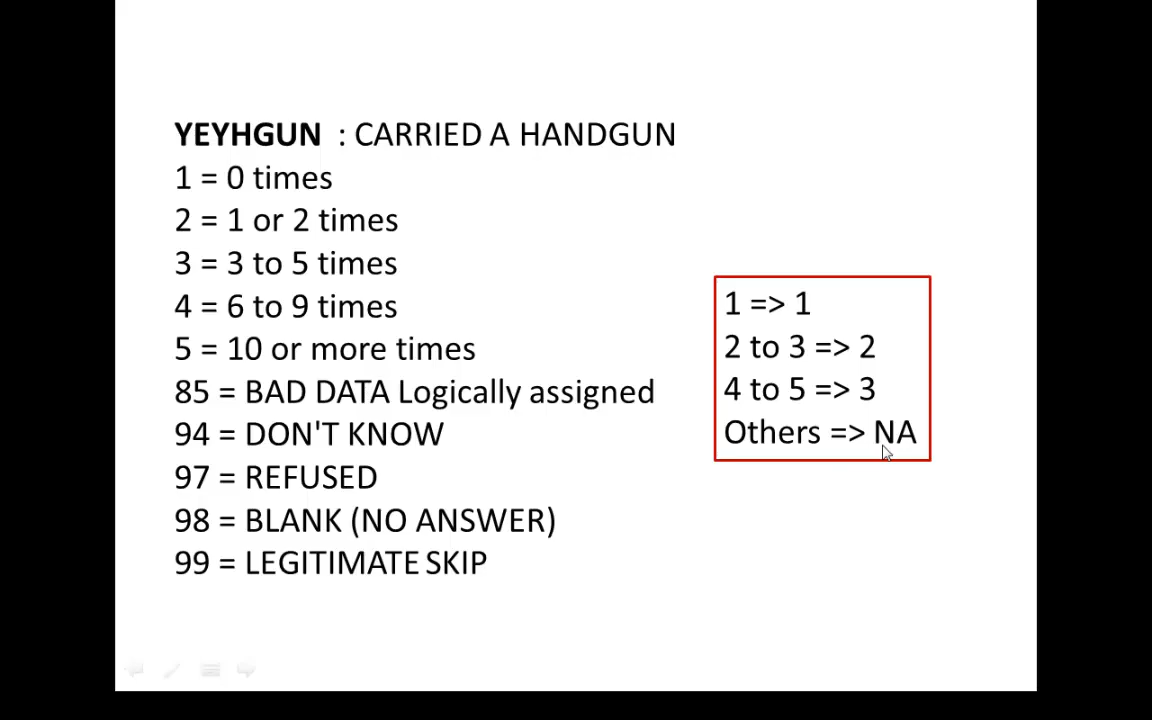 YEYHGUN : CARRIED A HANDGUN
1 = 0 times
2 = 1 or 2 times
3 = 3 to 5 times
4 = 6 to 9 times
5 = 10 or more times
85 = BAD DATA Logically assigned
94 = DON'T KNOW
97 = REFUSED
98 = BLANK (NO ANSWER)
99 = LEGITIMATE SKIP
1 => 1
2 to 3 => 2
4 to 5 => 3
Others => NA